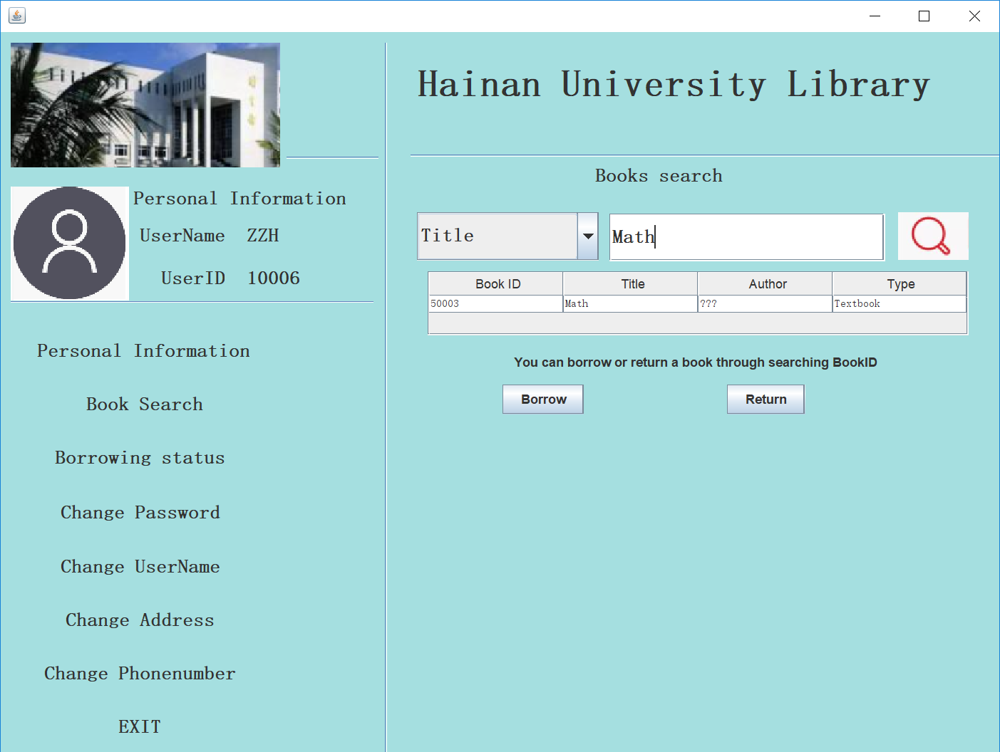 Hainan University Library
Personal Information
UserName ZZH
UserID 10006
Personal Information
Book Search
Borrowing status
Change Password
Change UserName
Change Address
Change Phonenumber
EXIT
Books search
Title
Math
Book ID Title Author Type
50003 Math ??? Textbook
You can borrow or return a book through searching BookID
Borrow Return